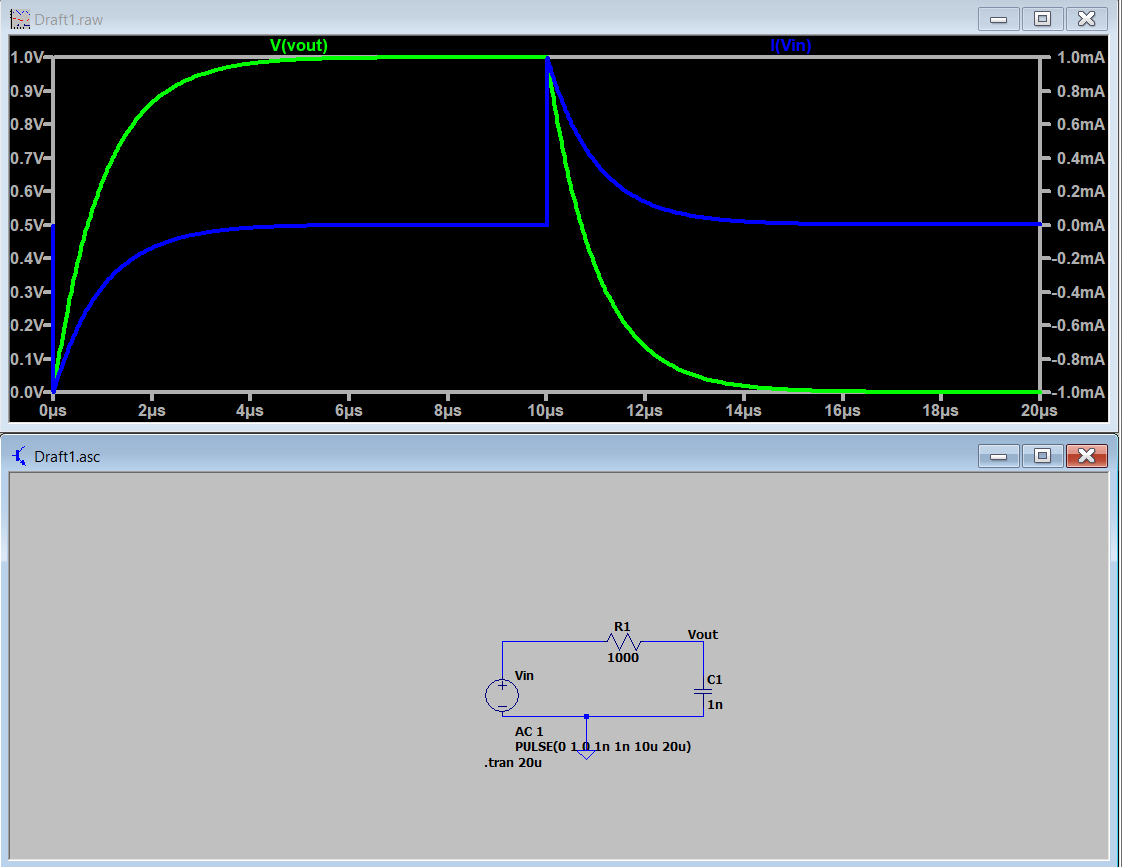 Draft1.raw
V(vout) I(Vin)
1.0V 1.0mA
0.9V 0.8mA
0.8V 0.6mA
0.7V 0.4mA
0.6V 0.2mA
0.5V 0.0mA
0.4V -0.2mA
0.3V -0.4mA
0.2V -0.6mA
0.1V -0.8mA
0.0V -1.0mA
0µs 2µs 4µs 6µs 8µs 10µs 12µs 14µs 16µs 18µs 20µs
Draft1.asc
R1
Vout
1000
Vin
C1
1n
AC 1
PULSE(0 1 0 1n 1n 10u 20u)
.tran 20u